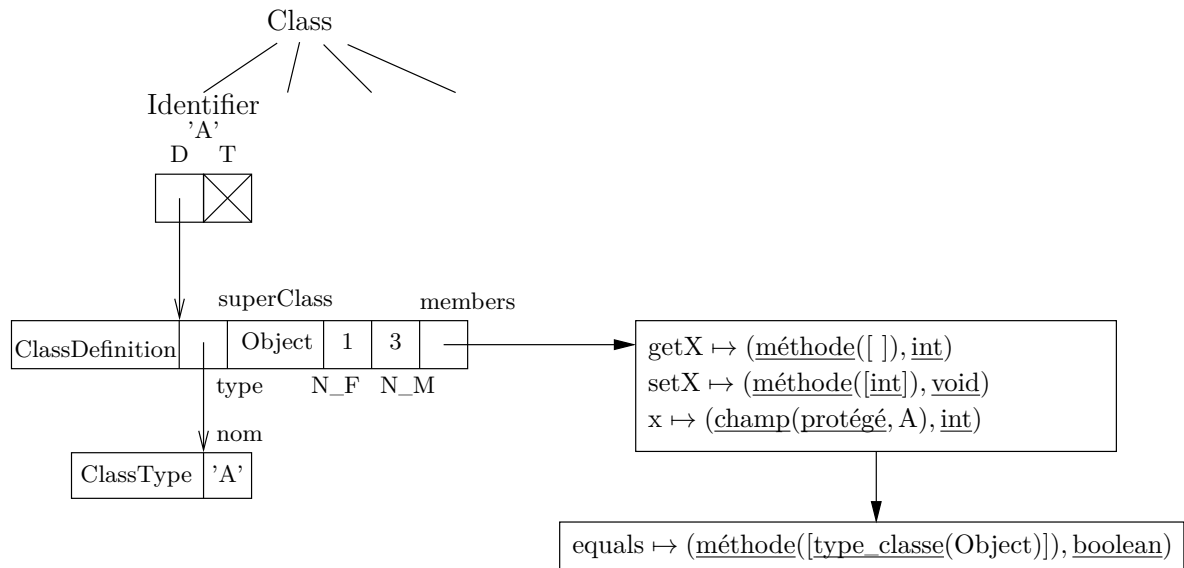 Class
Identifier
'A'
D T
superClass
members
ClassDefinition Object 1 3
type N_F N_M
nom
ClassType 'A'
getX ↦ (méthode([ ]), int)
setX ↦ (méthode([int]), void)
x ↦ (champ(protégé, A), int)
equals ↦ (méthode([type_classe(Object)]), boolean)